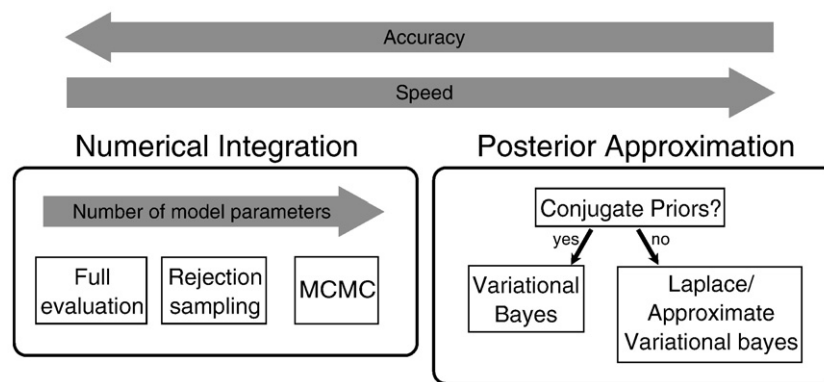 Accuracy
Speed
Numerical Integration
Number of model parameters
Full
evaluation
Rejection
sampling
MCMC
Posterior Approximation
Conjugate Priors?
yes
no
Variational
Bayes
Laplace/
Approximate
Variational bayes